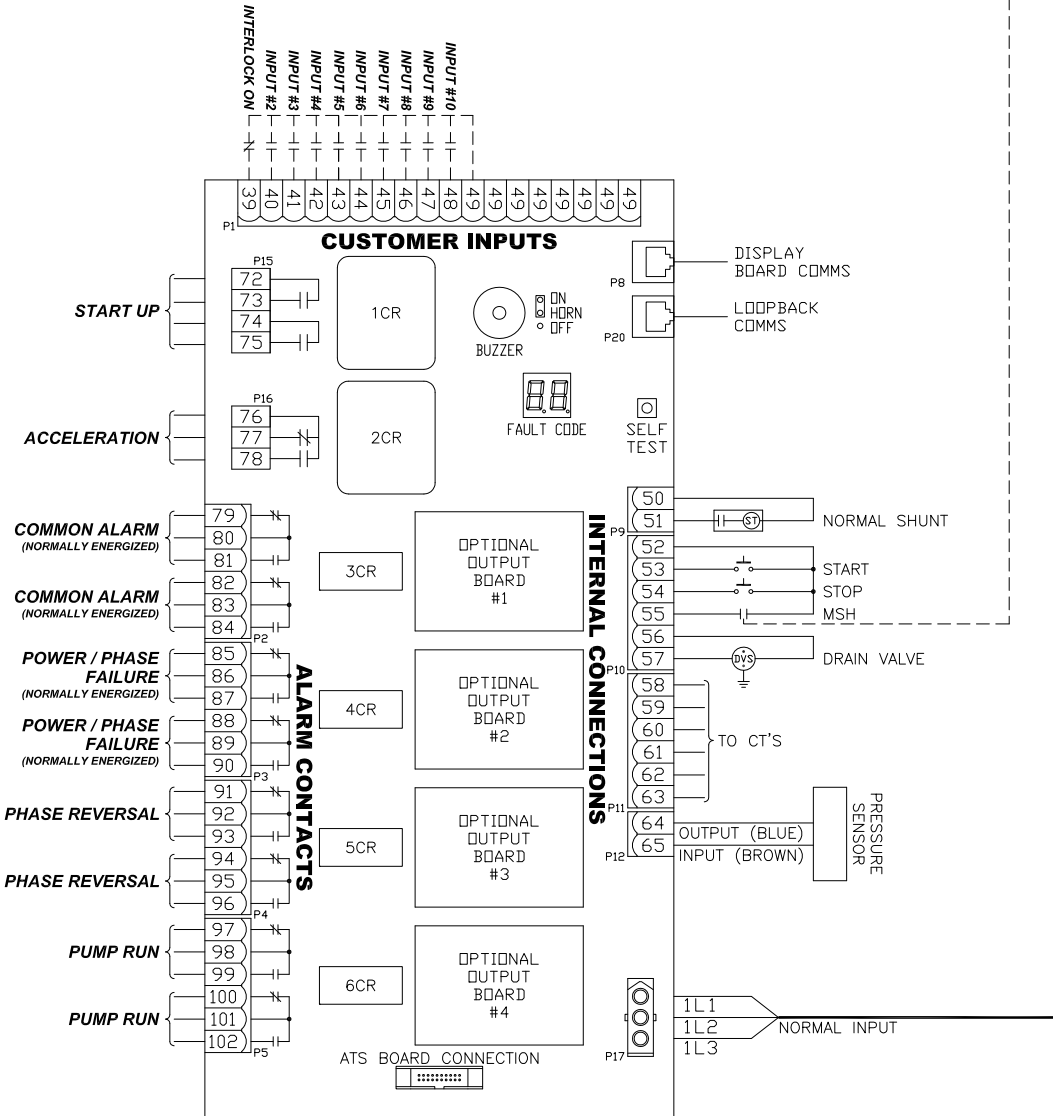 INTERLOCK ON
INPUT #2
INPUT #3
INPUT #4
INPUT #5
INPUT #6
INPUT #7
INPUT #8
INPUT #9
INPUT #10
39 40 41 42 43 44 45 46 47 48 49 49 49 49 49 49 49 49
P1
CUSTOMER INPUTS
P8
DISPLAY
BOARD COMMS
P20
LOOPBACK
COMMS
START UP
P15
72
73
74
75
1CR
BUZZER
ON
HORN
OFF
FAULT CODE
SELF
TEST
ACCELERATION
P16
76
77
78
2CR
COMMON ALARM
(NORMALLY ENERGIZED)
79
80
81
COMMON ALARM
(NORMALLY ENERGIZED)
82
83
84
P2
POWER / PHASE
FAILURE
(NORMALLY ENERGIZED)
85
86
87
POWER / PHASE
FAILURE
(NORMALLY ENERGIZED)
88
89
90
P3
PHASE REVERSAL
91
92
93
PHASE REVERSAL
94
95
96
P4
PUMP RUN
97
98
99
PUMP RUN
100
101
102
P5
ALARM CONTACTS
3CR
4CR
5CR
6CR
OPTIONAL
OUTPUT
BOARD
#1
OPTIONAL
OUTPUT
BOARD
#2
OPTIONAL
OUTPUT
BOARD
#3
OPTIONAL
OUTPUT
BOARD
#4
ATS BOARD CONNECTION
INTERNAL CONNECTIONS
50
51
P9
ST
NORMAL SHUNT
52
53
54
55
56
57
P10
START
STOP
MSH
DVS
DRAIN VALVE
58
59
60
61
62
63
P11
TO CT'S
64
65
P12
OUTPUT (BLUE)
INPUT (BROWN)
PRESSURE
SENSOR
P17
1L1
1L2
1L3
NORMAL INPUT